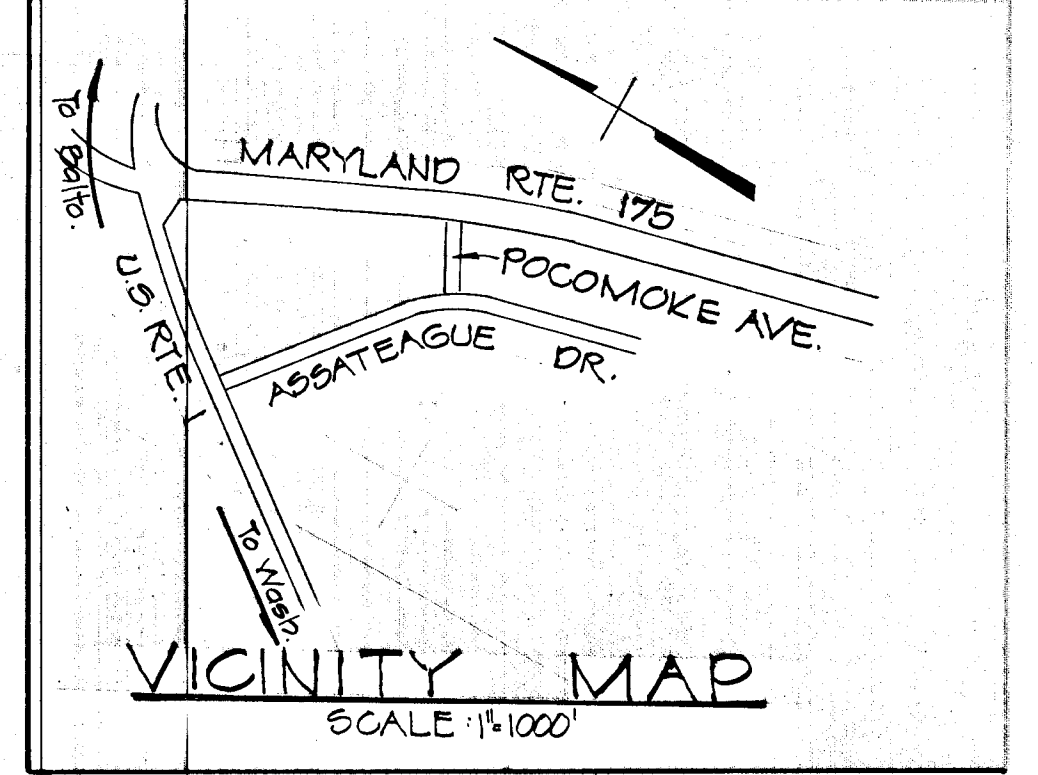 To Balto.
MARYLAND RTE. 175
POCOMOKE AVE.
U.S. RTE. 1
ASSATEAGUE DR.
To Wash.
VICINITY MAP
SCALE : 1"=1000'